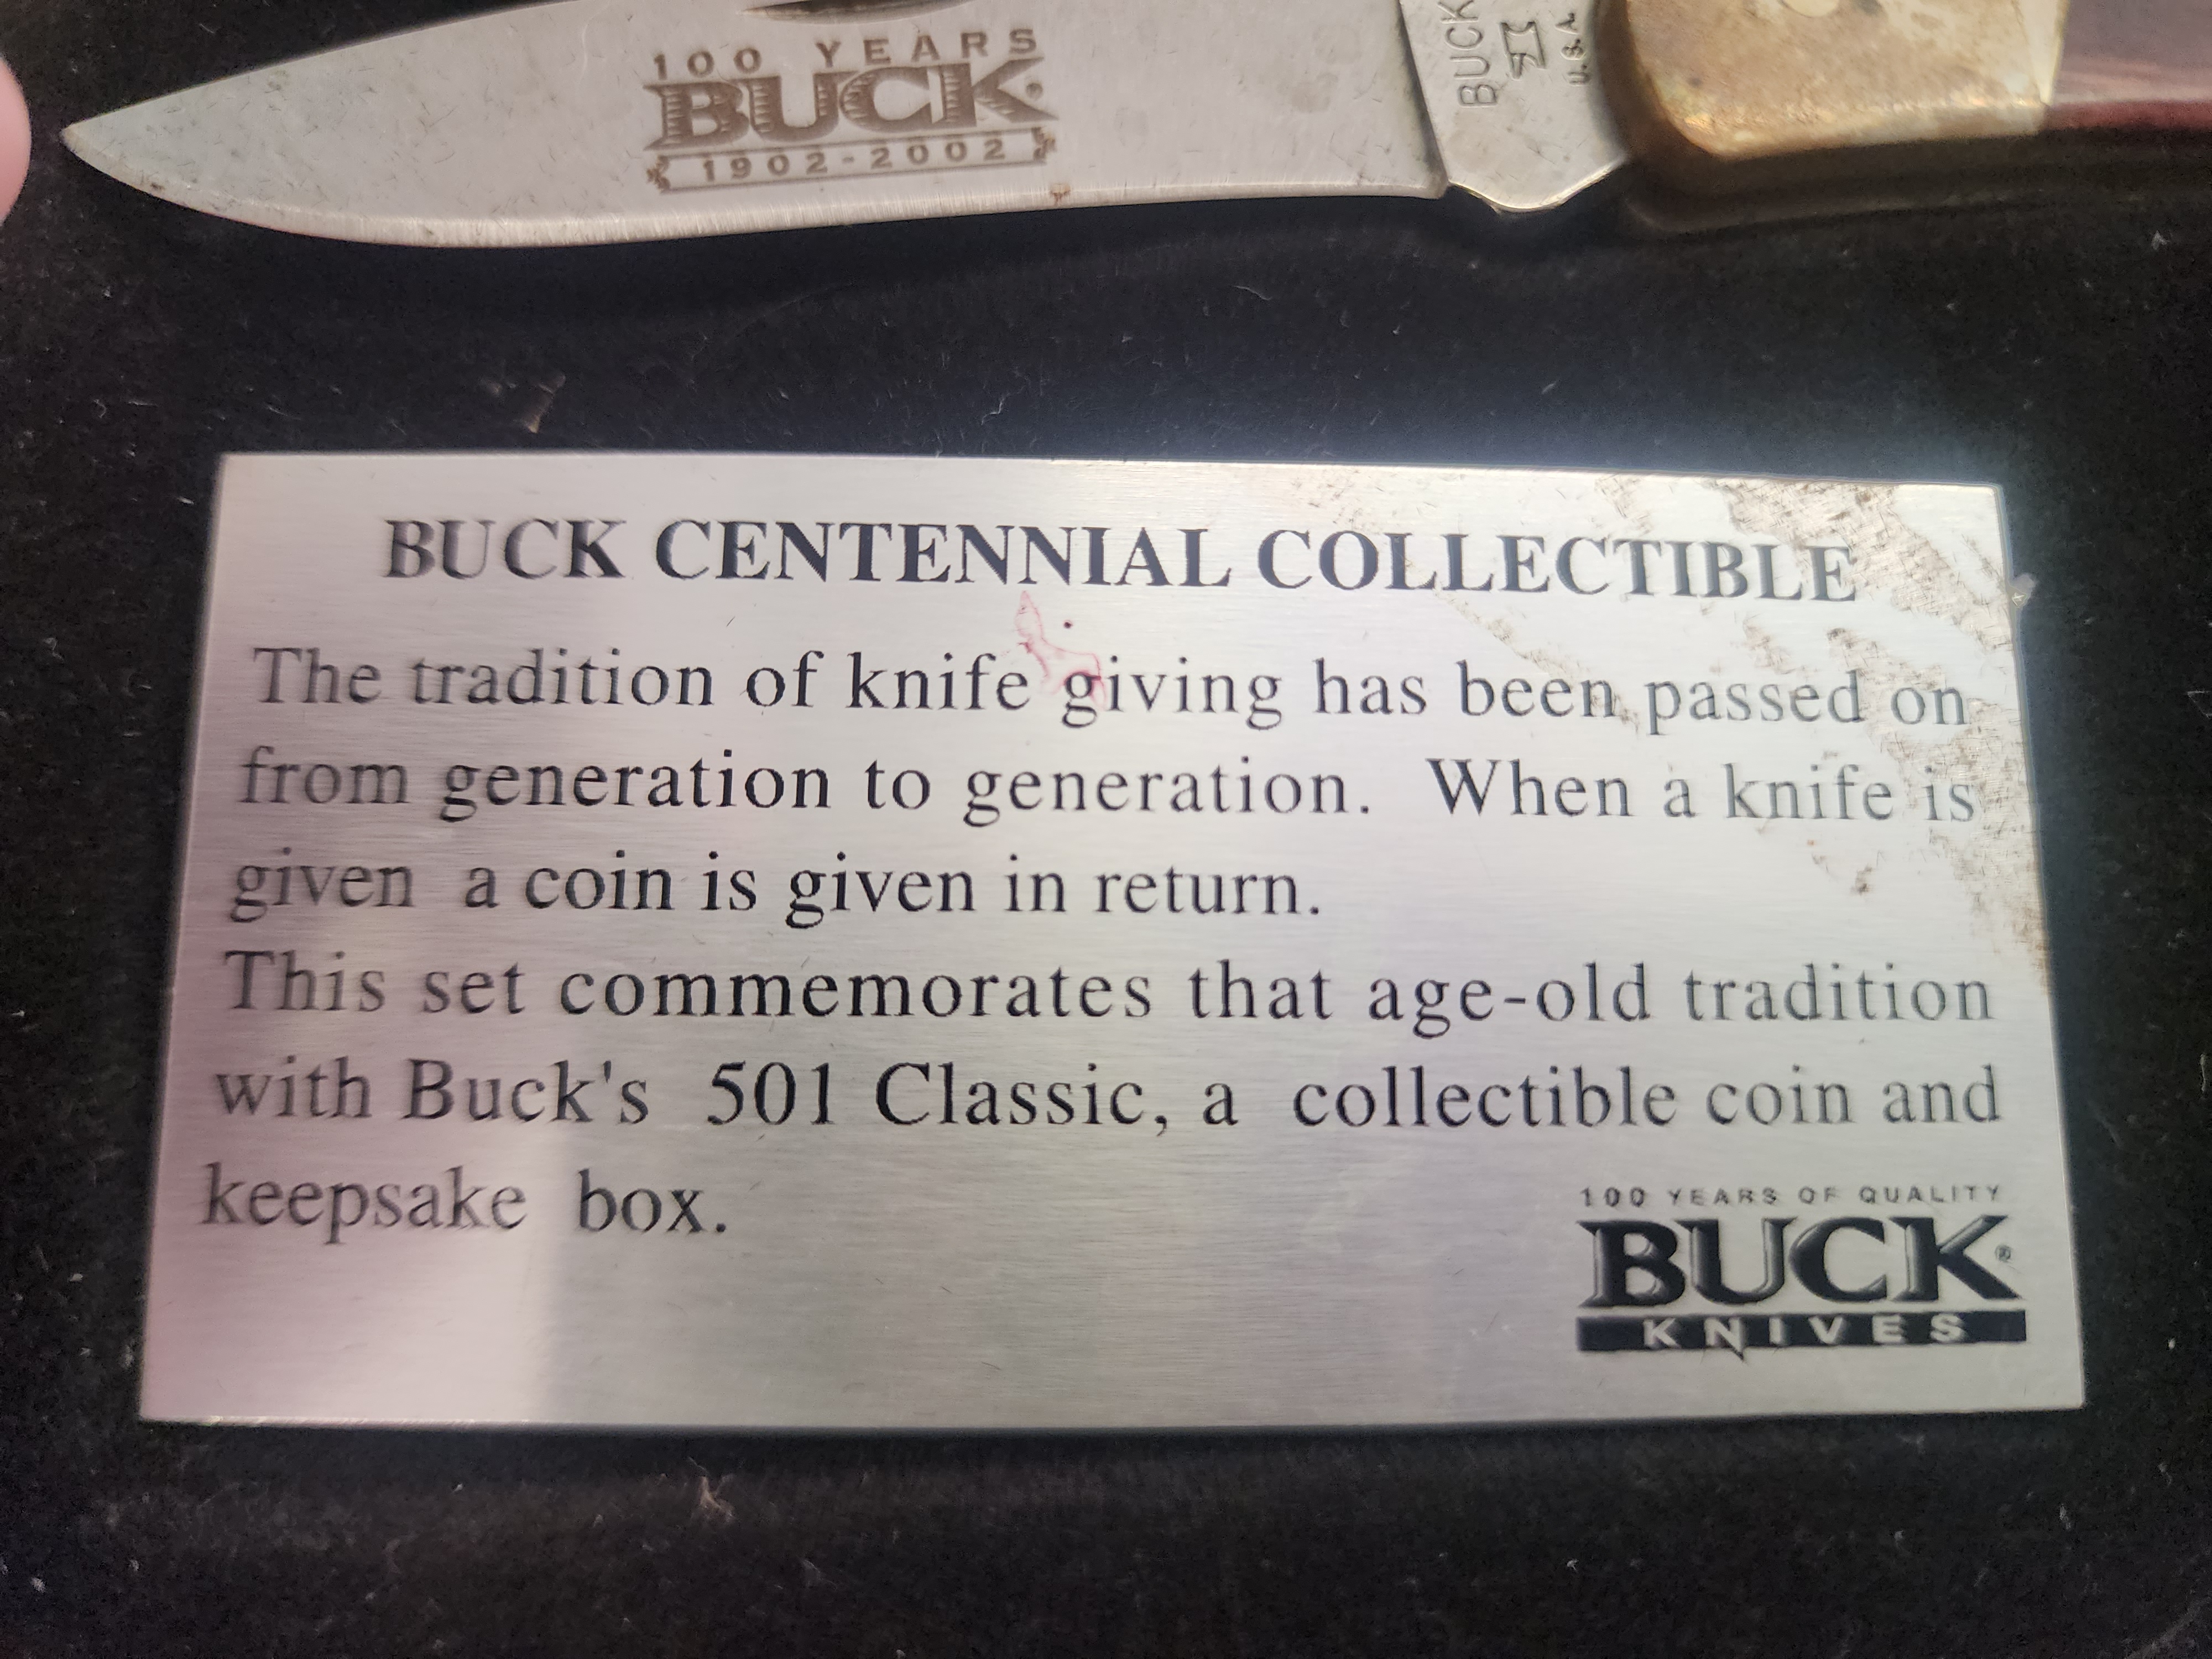 100 YEARS
BUCK®
1902-2002
BUCK
U.S.A.
BUCK CENTENNIAL COLLECTIBLE
The tradition of knife giving has been passed on
from generation to generation. When a knife is
given a coin is given in return.
This set commemorates that age-old tradition
with Buck's 501 Classic, a collectible coin and
keepsake box.
100 YEARS OF QUALITY
BUCK®
KNIVES